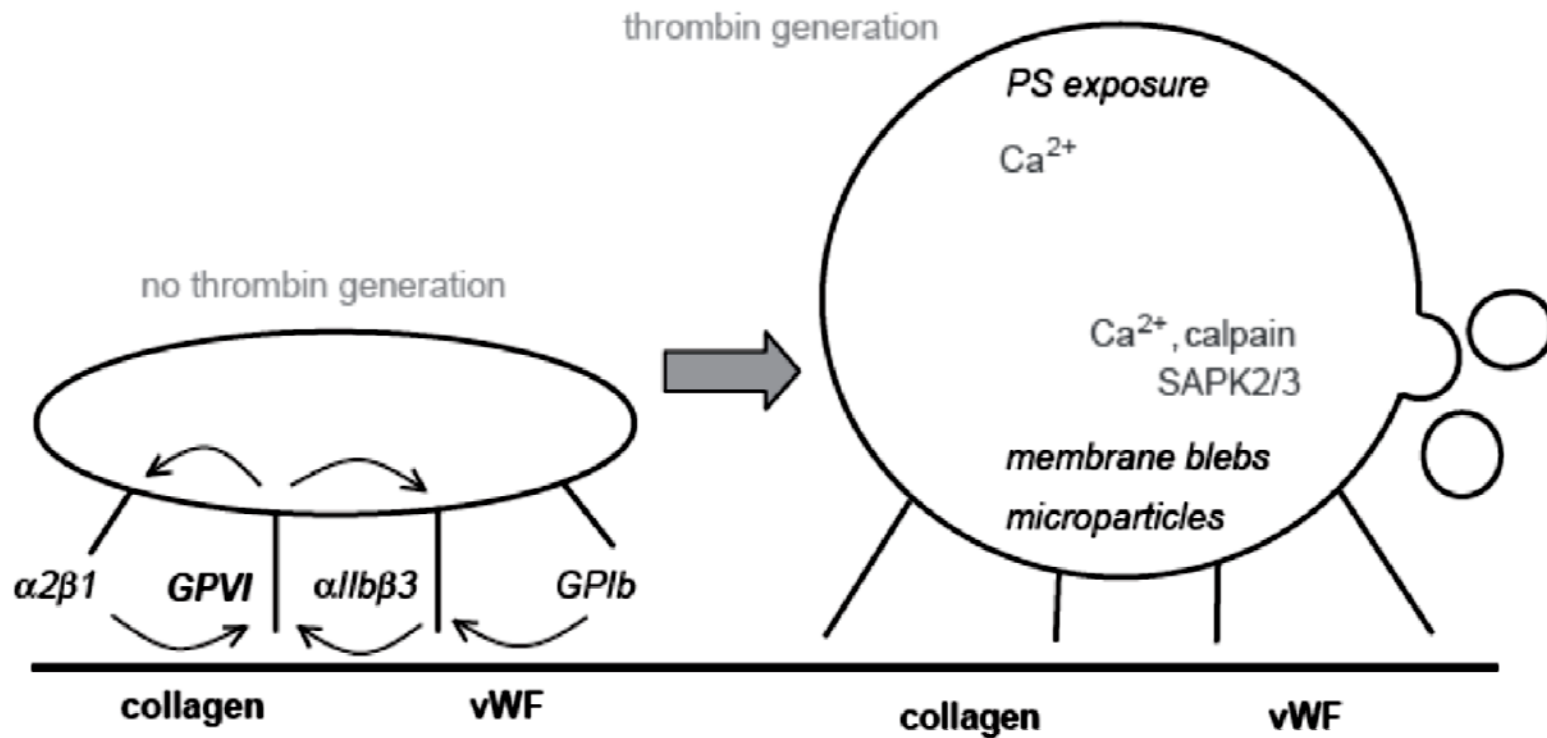 thrombin generation
PS exposure
Ca²⁺
no thrombin generation
Ca²⁺, calpain
SAPK2/3
membrane blebs
microparticles
α2β1 GPVI αIIbβ3 GPIb
collagen vWF
collagen vWF